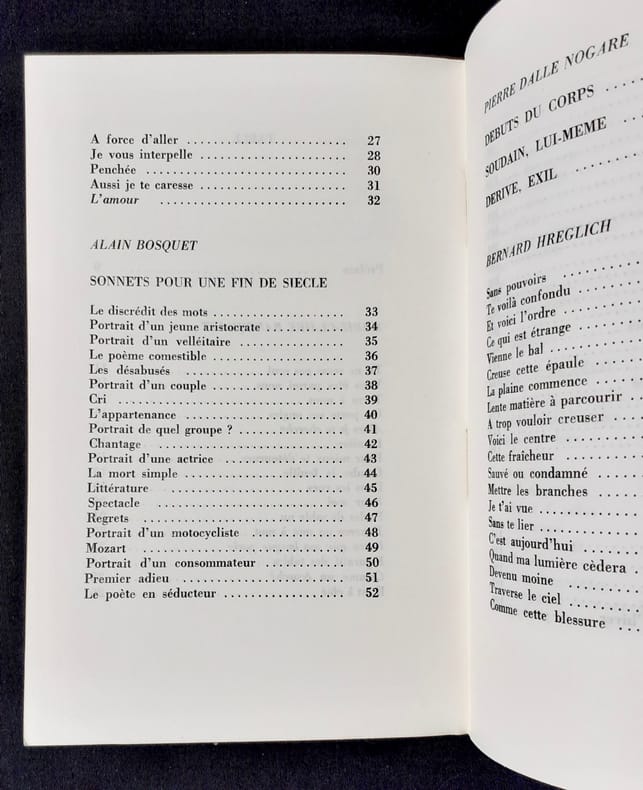 A force d'aller ........................ 27
Je vous interpelle ...................... 28
Penchée ........................... 30
Aussi je te caresse ...................... 31
L'amour ............................ 32
ALAIN BOSQUET
SONNETS POUR UNE FIN DE SIECLE
Le discrédit des mots .................... 33
Portrait d'un jeune aristocrate ............ 34
Portrait d'un velléitaire ................. 35
Le poème comestible ..................... 36
Les désabusés .......................... 37
Portrait d'un couple ..................... 38
Cri .................................... 39
L'appartenance ......................... 40
Portrait de quel groupe ? ................ 41
Chantage .............................. 42
Portrait d'une actrice ................... 43
La mort simple ......................... 44
Littérature ............................ 45
Spectacle ............................. 46
Regrets ............................... 47
Portrait d'un motocycliste ............... 48
Mozart ................................ 49
Portrait d'un consommateur .............. 50
Premier adieu .......................... 51
Le poète en séducteur ................... 52
PIERRE DALLE NOGARE
DEBUTS DU CORPS .....
SOUDAIN, LUI-MEME ...
DERIVE, EXIL .........
BERNARD HREGLICH
Sans pouvoirs .........
Te voilà confondu .......
Et voici l'ordre .........
Ce qui est étrange .......
Vienne le bal ...........
Creuse cette épaule ......
La plaine commence .....
Lente matière à parcourir ..
A trop vouloir creuser ....
Voici le centre ..........
Cette fraîcheur .........
Sauvé ou condamné .....
Mettre les branches .....
Je t'ai vue ............
Sans te lier ...........
C'est aujourd'hui .......
Quand ma lumière cèdera .
Devenu moine .........
Traverse le ciel ........
Comme cette blessure ...